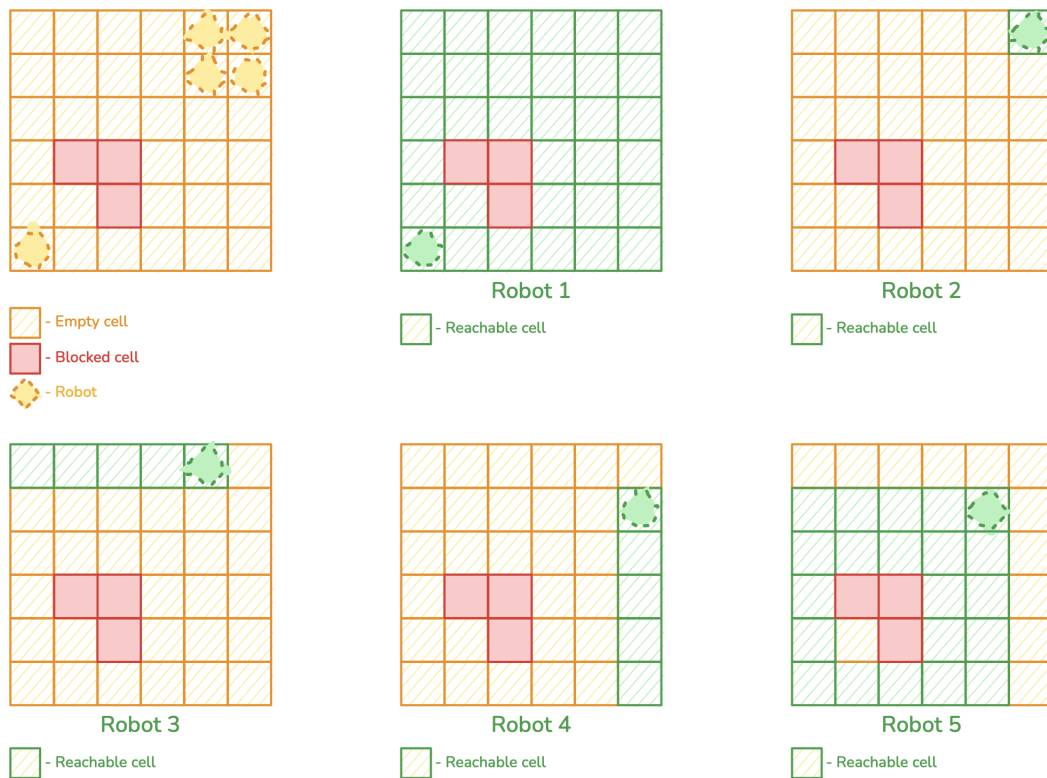 Robot 1
Robot 2
- Empty cell
- Reachable cell
- Reachable cell
- Blocked cell
- Robot
Robot 3
Robot 4
Robot 5
- Reachable cell
- Reachable cell
- Reachable cell